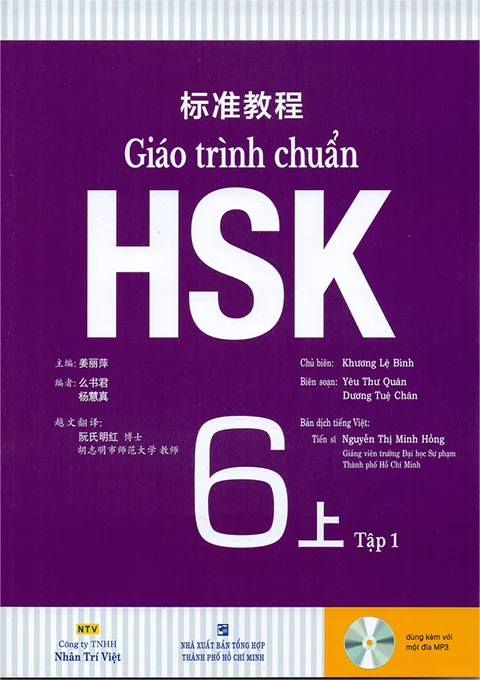 标准教程
Giáo trình chuẩn
HSK
主编: 姜丽萍
编者: 么书君
杨慧真
越文翻译:
阮氏明红 博士
胡志明市师范大学 教师
Chủ biên: Khương Lệ Bình
Biên soạn: Yêu Thư Quân
Dương Tuệ Chân
Bản dịch tiếng Việt:
Tiến sĩ Nguyễn Thị Minh Hồng
Giảng viên trường Đại học Sư phạm
Thành phố Hồ Chí Minh
6上 Tập 1
NTV
Công ty TNHH
Nhân Trí Việt
NHÀ XUẤT BẢN TỔNG HỢP
THÀNH PHỐ HỒ CHÍ MINH
dùng kèm với
một đĩa MP3